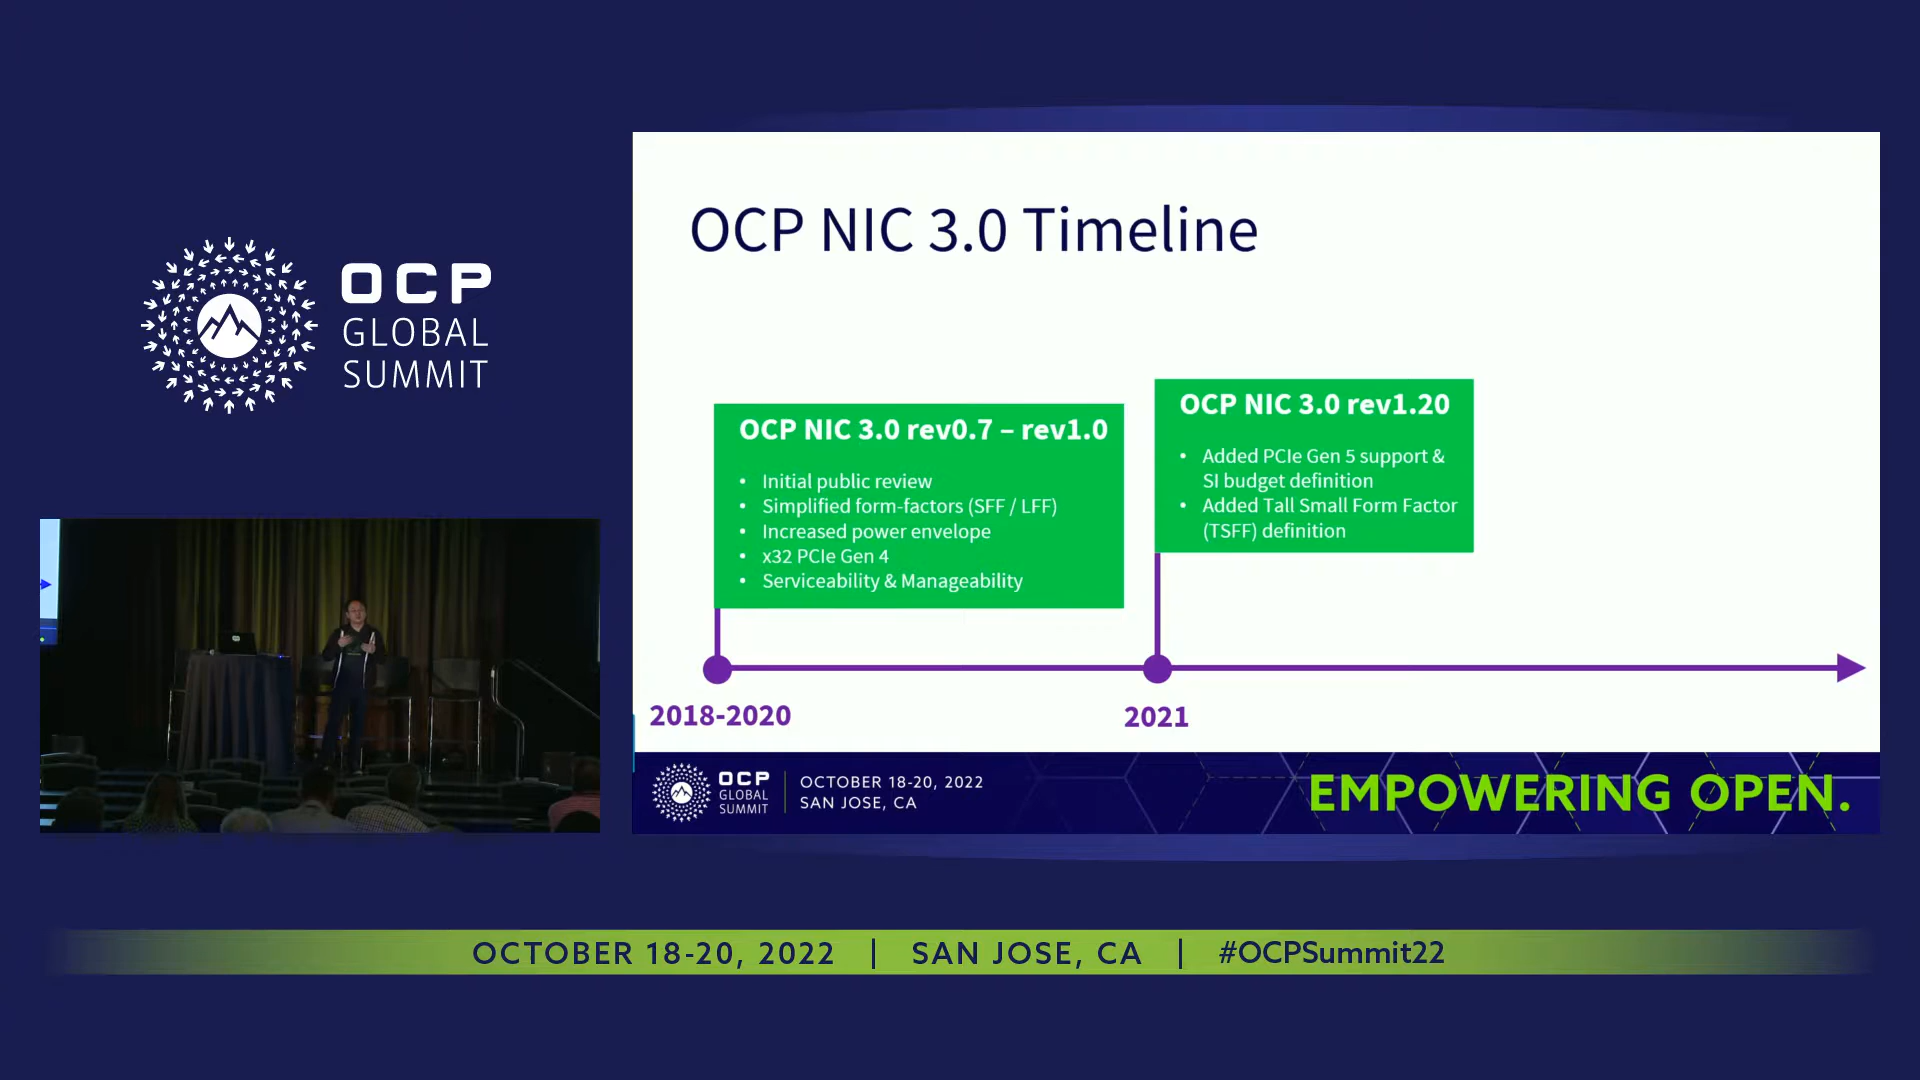 OCP
GLOBAL
SUMMIT
OCP NIC 3.0 Timeline
OCP NIC 3.0 rev0.7 – rev1.0
• Initial public review
• Simplified form-factors (SFF / LFF)
• Increased power envelope
• x32 PCIe Gen 4
• Serviceability & Manageability
OCP NIC 3.0 rev1.20
• Added PCIe Gen 5 support &
SI budget definition
• Added Tall Small Form Factor
(TSFF) definition
2018-2020
2021
OCP
GLOBAL
SUMMIT
OCTOBER 18-20, 2022
SAN JOSE, CA
EMPOWERING OPEN.
OCTOBER 18-20, 2022 | SAN JOSE, CA | #OCPSummit22